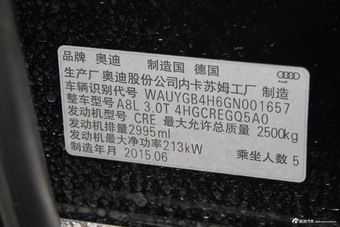 品牌 奥迪 制造国 德国
Audi
生产厂 奥迪股份公司内卡苏姆工厂 制造
车辆识别代号 WAUYGB4H6GN001657
整车型号 A8L 3.0T 4HGCREGQ5A0
发动机型号 CRE 最大允许总质量 2500kg
发动机排量 2995ml
发动机最大净功率 213kW
制造年月 2015.06 乘坐人数 5